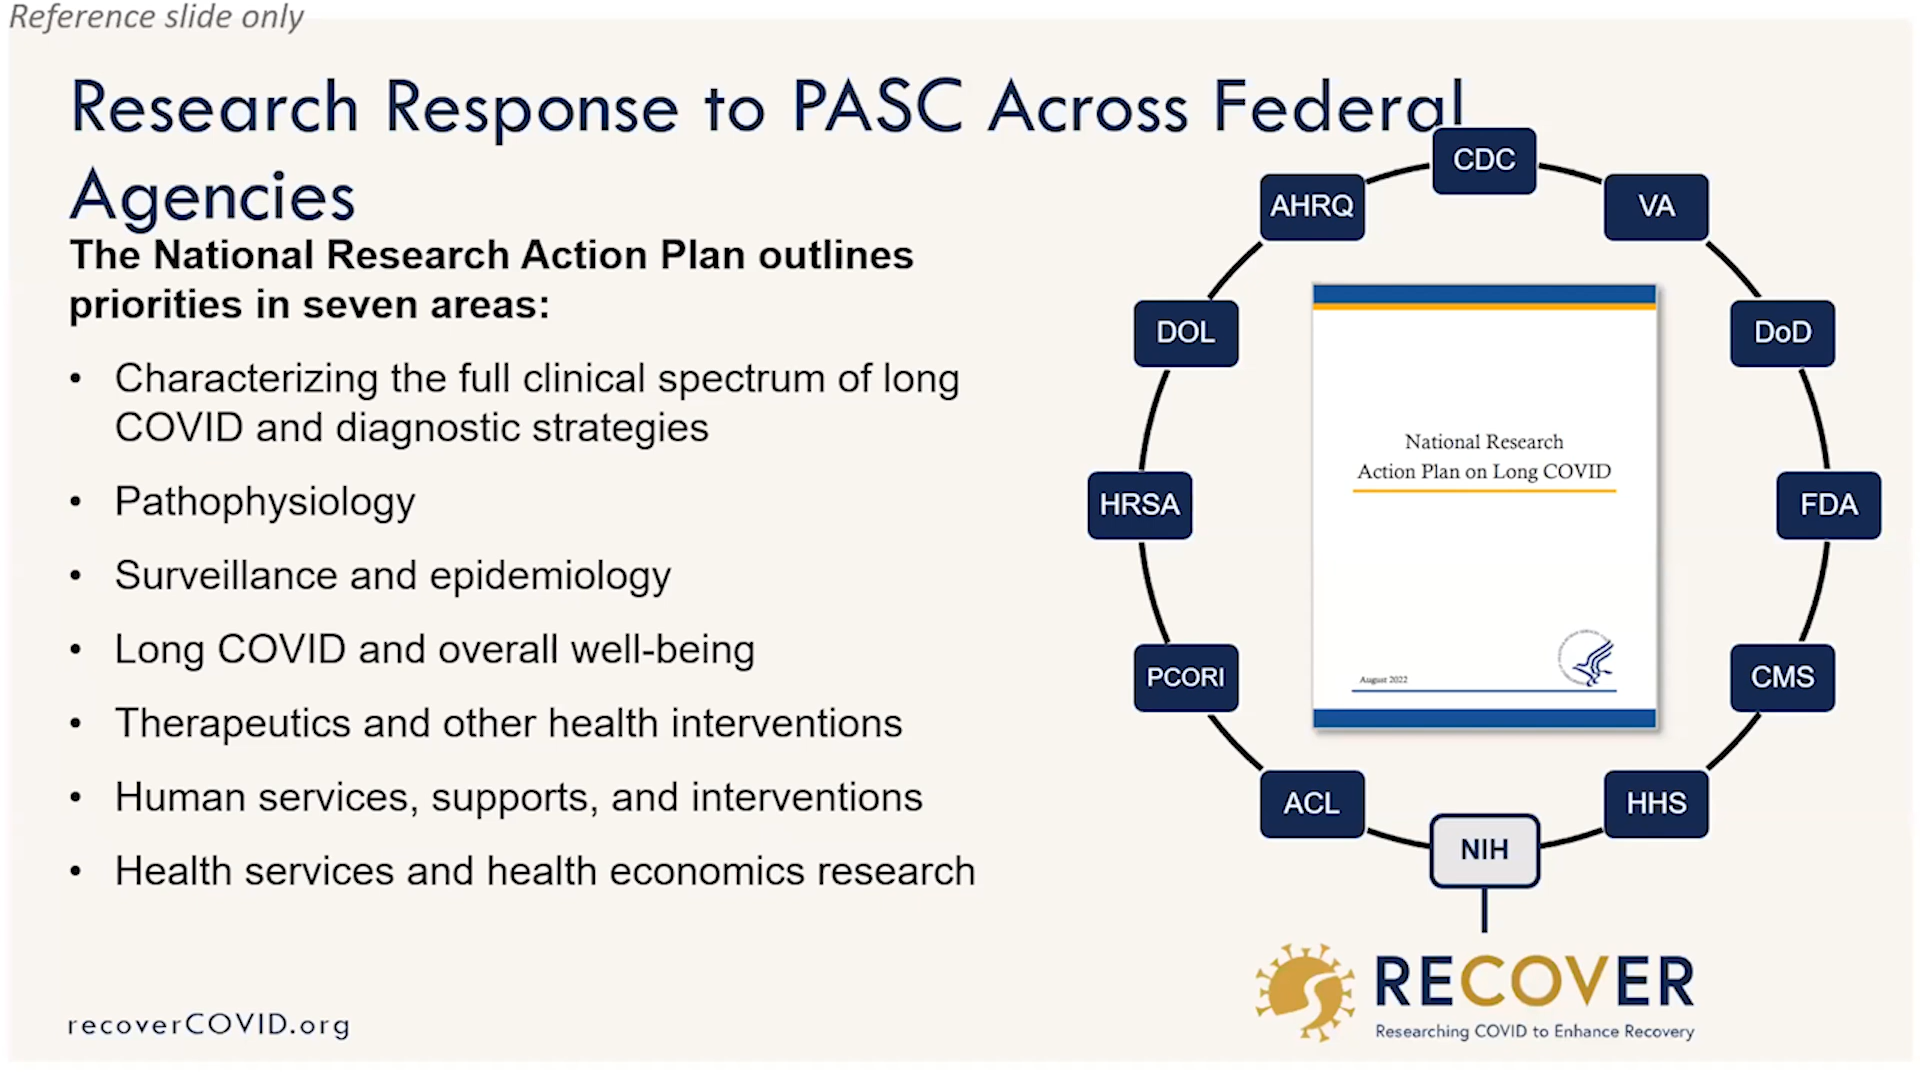 Reference slide only
Research Response to PASC Across Federal
Agencies
The National Research Action Plan outlines
priorities in seven areas:
• Characterizing the full clinical spectrum of long
COVID and diagnostic strategies
• Pathophysiology
• Surveillance and epidemiology
• Long COVID and overall well-being
• Therapeutics and other health interventions
• Human services, supports, and interventions
• Health services and health economics research
recoverCOVID.org
CDC
VA
DoD
FDA
CMS
HHS
NIH
ACL
PCORI
HRSA
DOL
AHRQ
National Research
Action Plan on Long COVID
August 2022
RECOVER
Researching COVID to Enhance Recovery